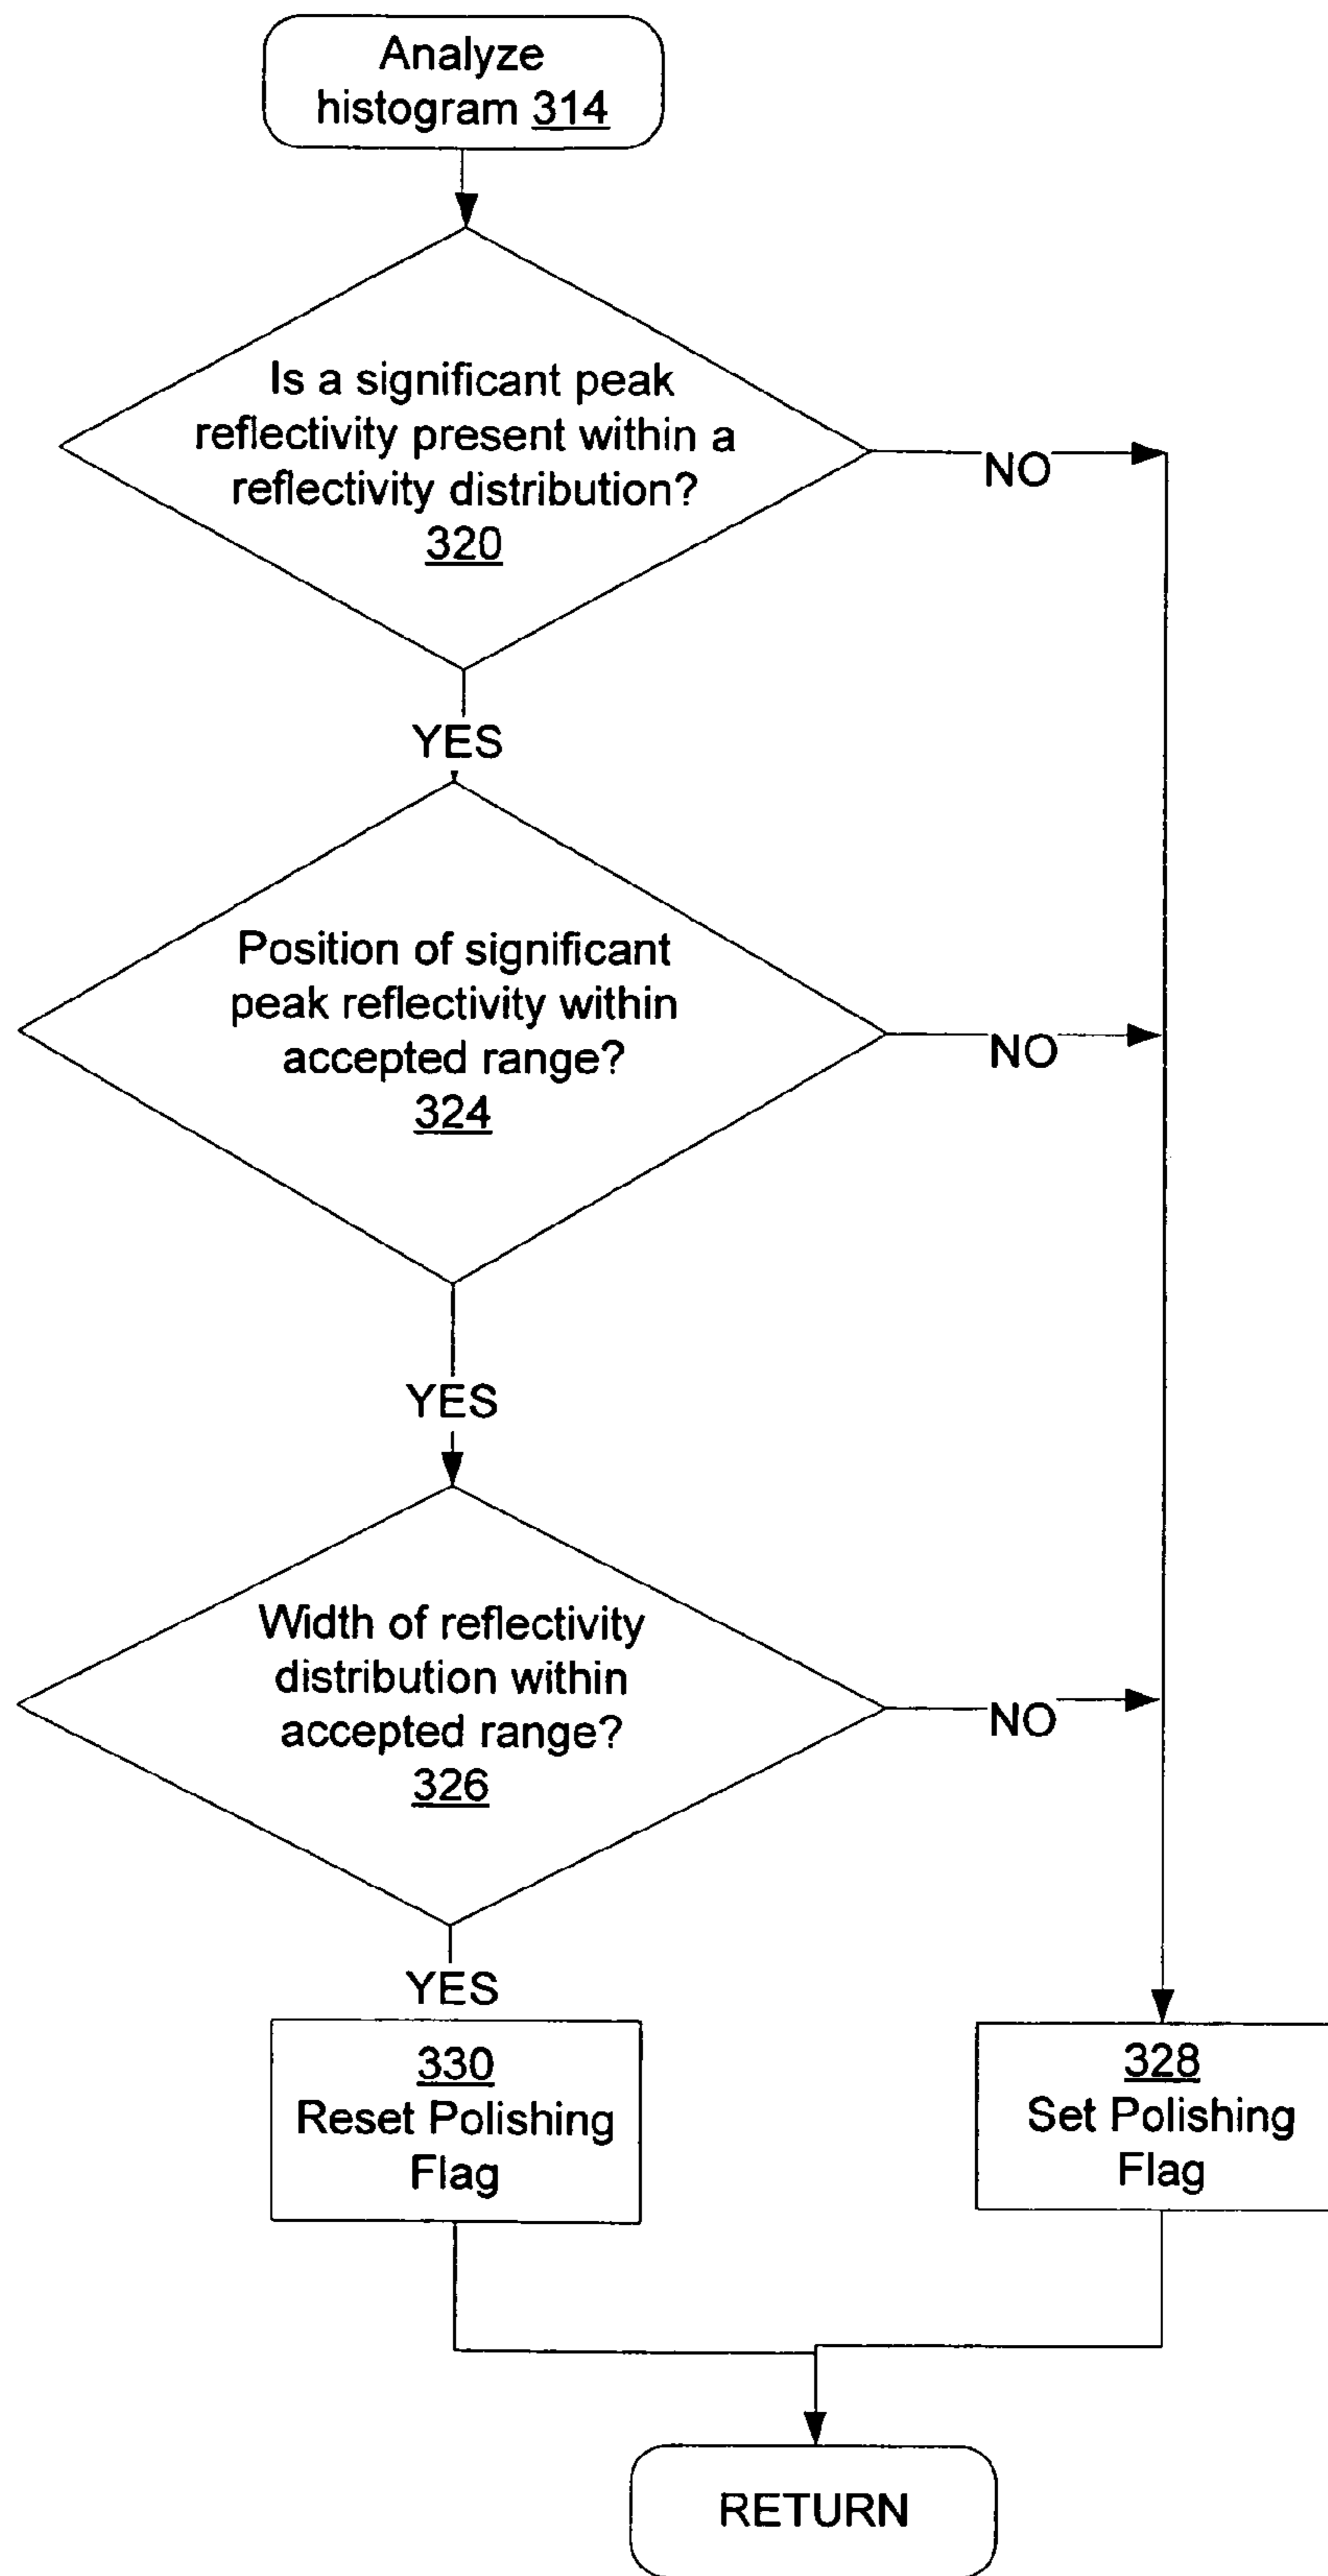 Analyze
histogram 314
Is a significant peak
reflectivity present within a
reflectivity distribution?
320
NO
YES
Position of significant
peak reflectivity within
accepted range?
324
NO
YES
Width of reflectivity
distribution within
accepted range?
326
NO
YES
330
Reset Polishing
Flag
328
Set Polishing
Flag
RETURN